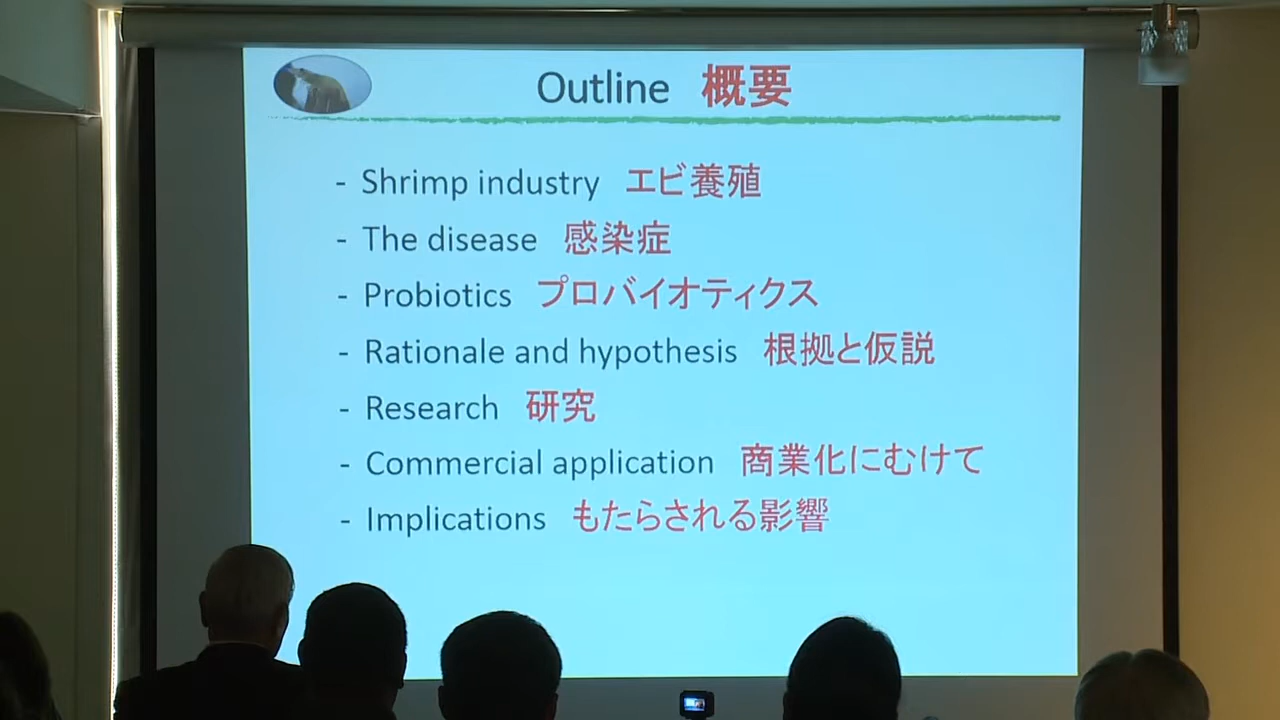 Outline 概要
- Shrimp industry エビ養殖
- The disease 感染症
- Probiotics プロバイオティクス
- Rationale and hypothesis 根拠と仮説
- Research 研究
- Commercial application 商業化にむけて
- Implications もたらされる影響